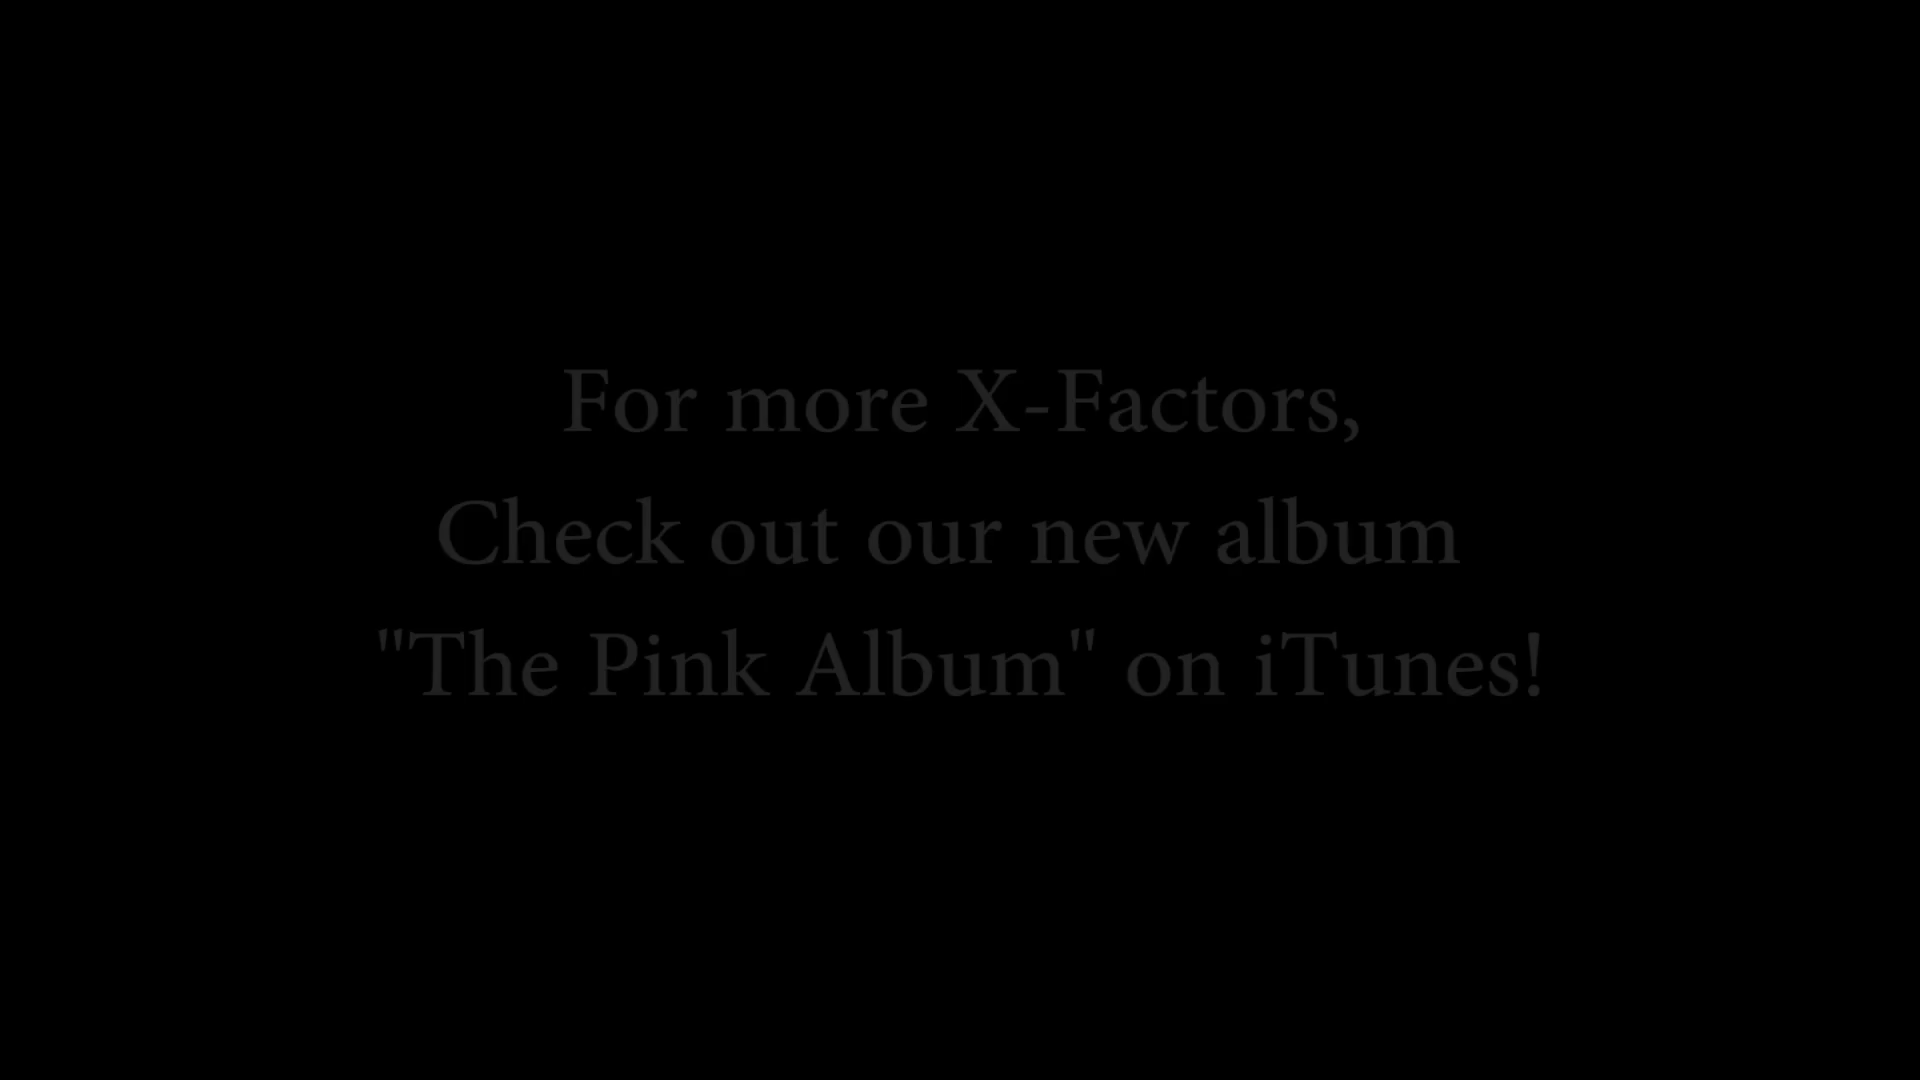 For more X-Factors,
Check out our new album
"The Pink Album" on iTunes!